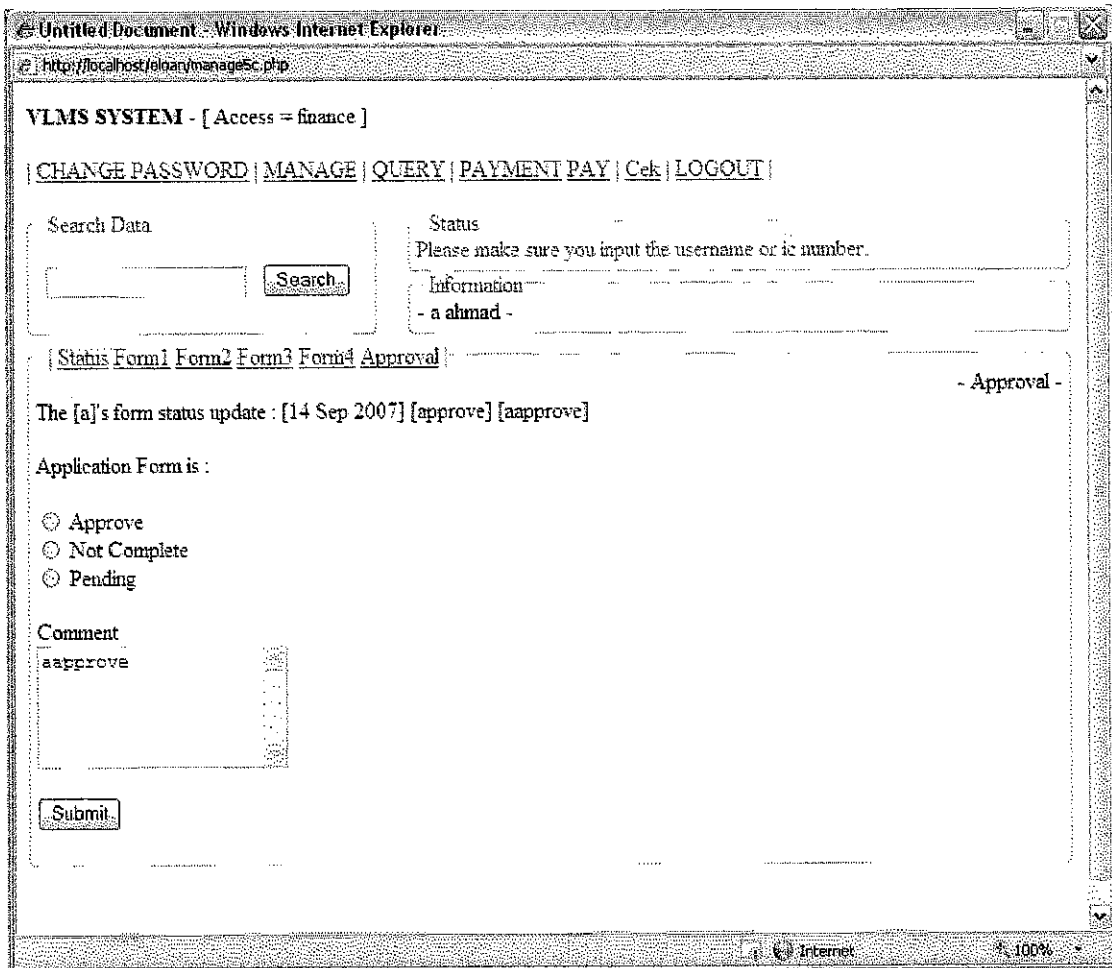 Untitled Document - Windows Internet Explorer
http://localhost/eloan/manage5c.php
VLMS SYSTEM - [ Access = finance ]
| CHANGE PASSWORD | MANAGE | QUERY | PAYMENT PAY | Cek | LOGOUT |
Search Data
Search
Status
Please make sure you input the username or ic number.
Information
- a ahmad -
| Status Form1 Form2 Form3 Form4 Approval |
- Approval -
The [a]'s form status update : [14 Sep 2007] [approve] [aapprove]
Application Form is :
Approve
Not Complete
Pending
Comment
aapprove
Submit
Internet
100%